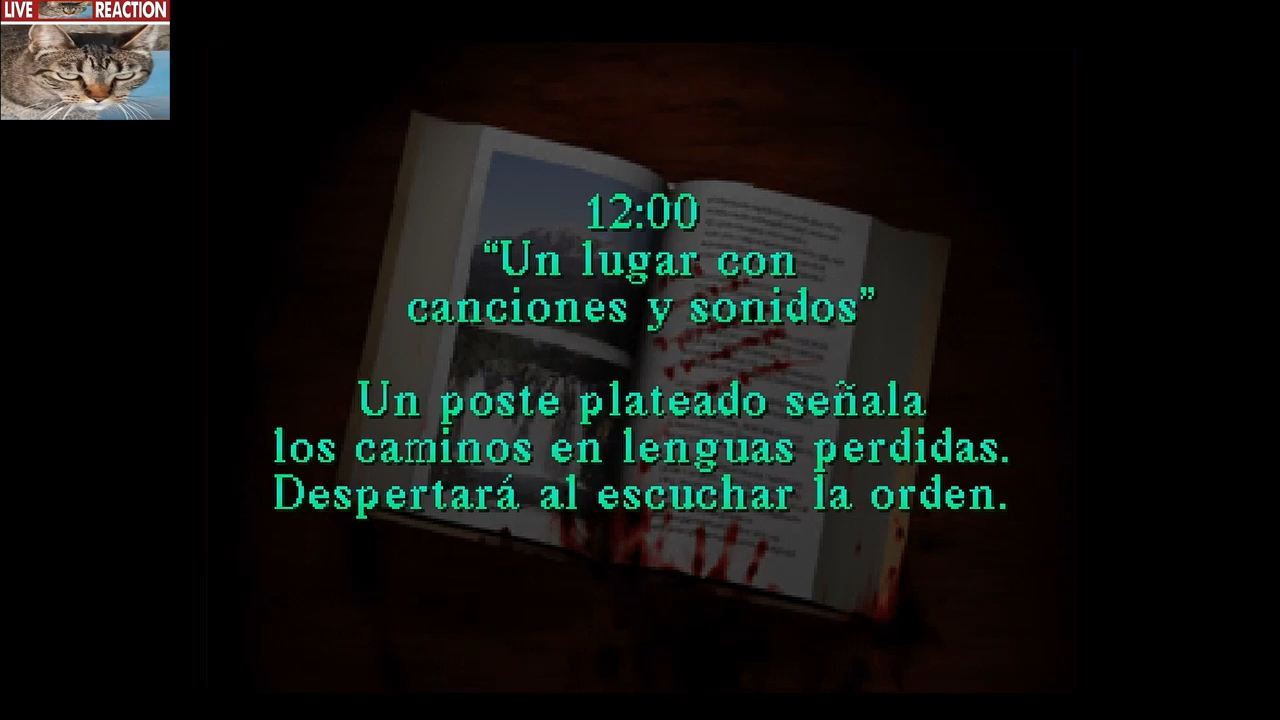 LIVE REACTION
12:00
“Un lugar con
canciones y sonidos”
Un poste plateado señala
los caminos en lenguas perdidas.
Despertará al escuchar la orden.